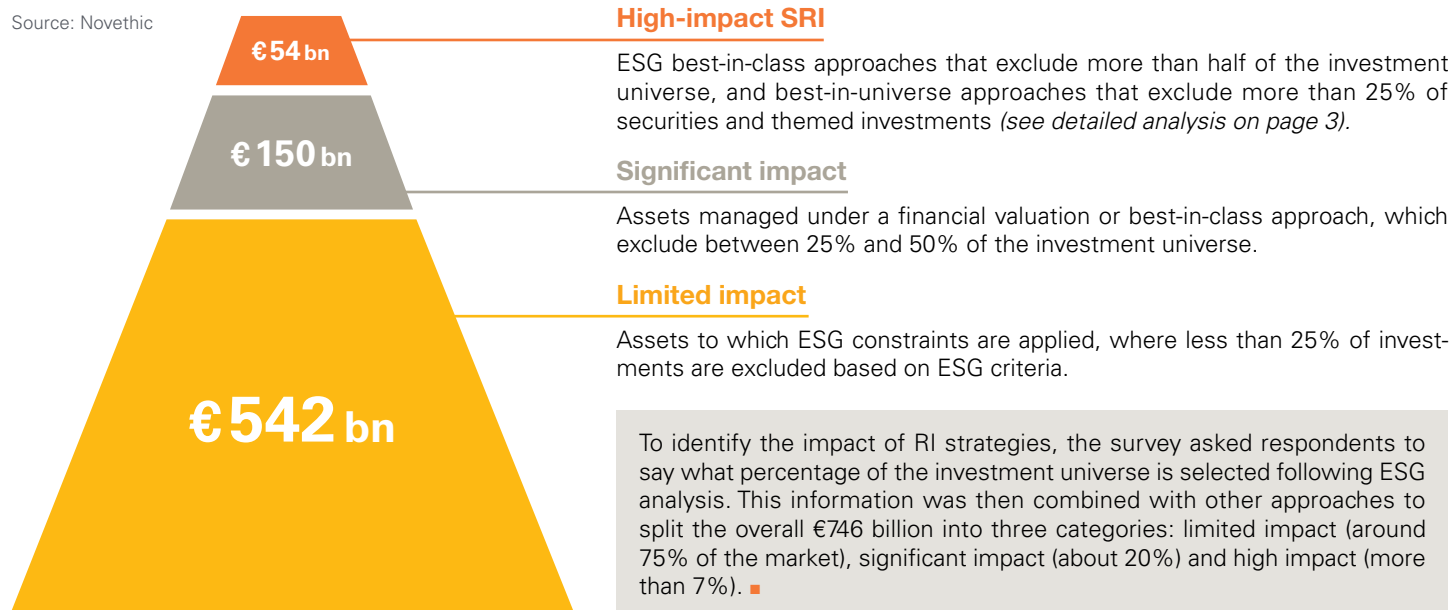 Source: Novethic
€54 bn
€150 bn
€542 bn
High-impact SRI
ESG best-in-class approaches that exclude more than half of the investment
universe, and best-in-universe approaches that exclude more than 25% of
securities and themed investments (see detailed analysis on page 3).
Significant impact
Assets managed under a financial valuation or best-in-class approach, which
exclude between 25% and 50% of the investment universe.
Limited impact
Assets to which ESG constraints are applied, where less than 25% of invest-
ments are excluded based on ESG criteria.
To identify the impact of RI strategies, the survey asked respondents to
say what percentage of the investment universe is selected following ESG
analysis. This information was then combined with other approaches to
split the overall €746 billion into three categories: limited impact (around
75% of the market), significant impact (about 20%) and high impact (more
than 7%).